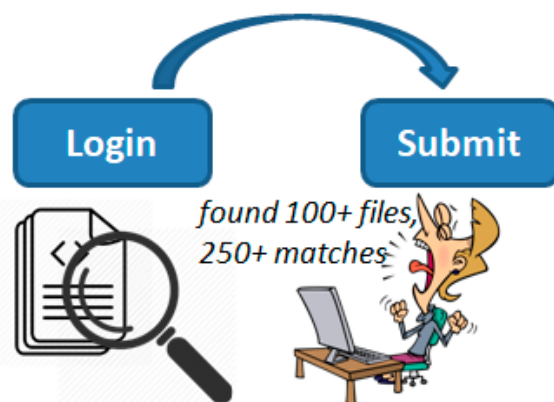 Login
Submit
found 100+ files,
250+ matches
< >